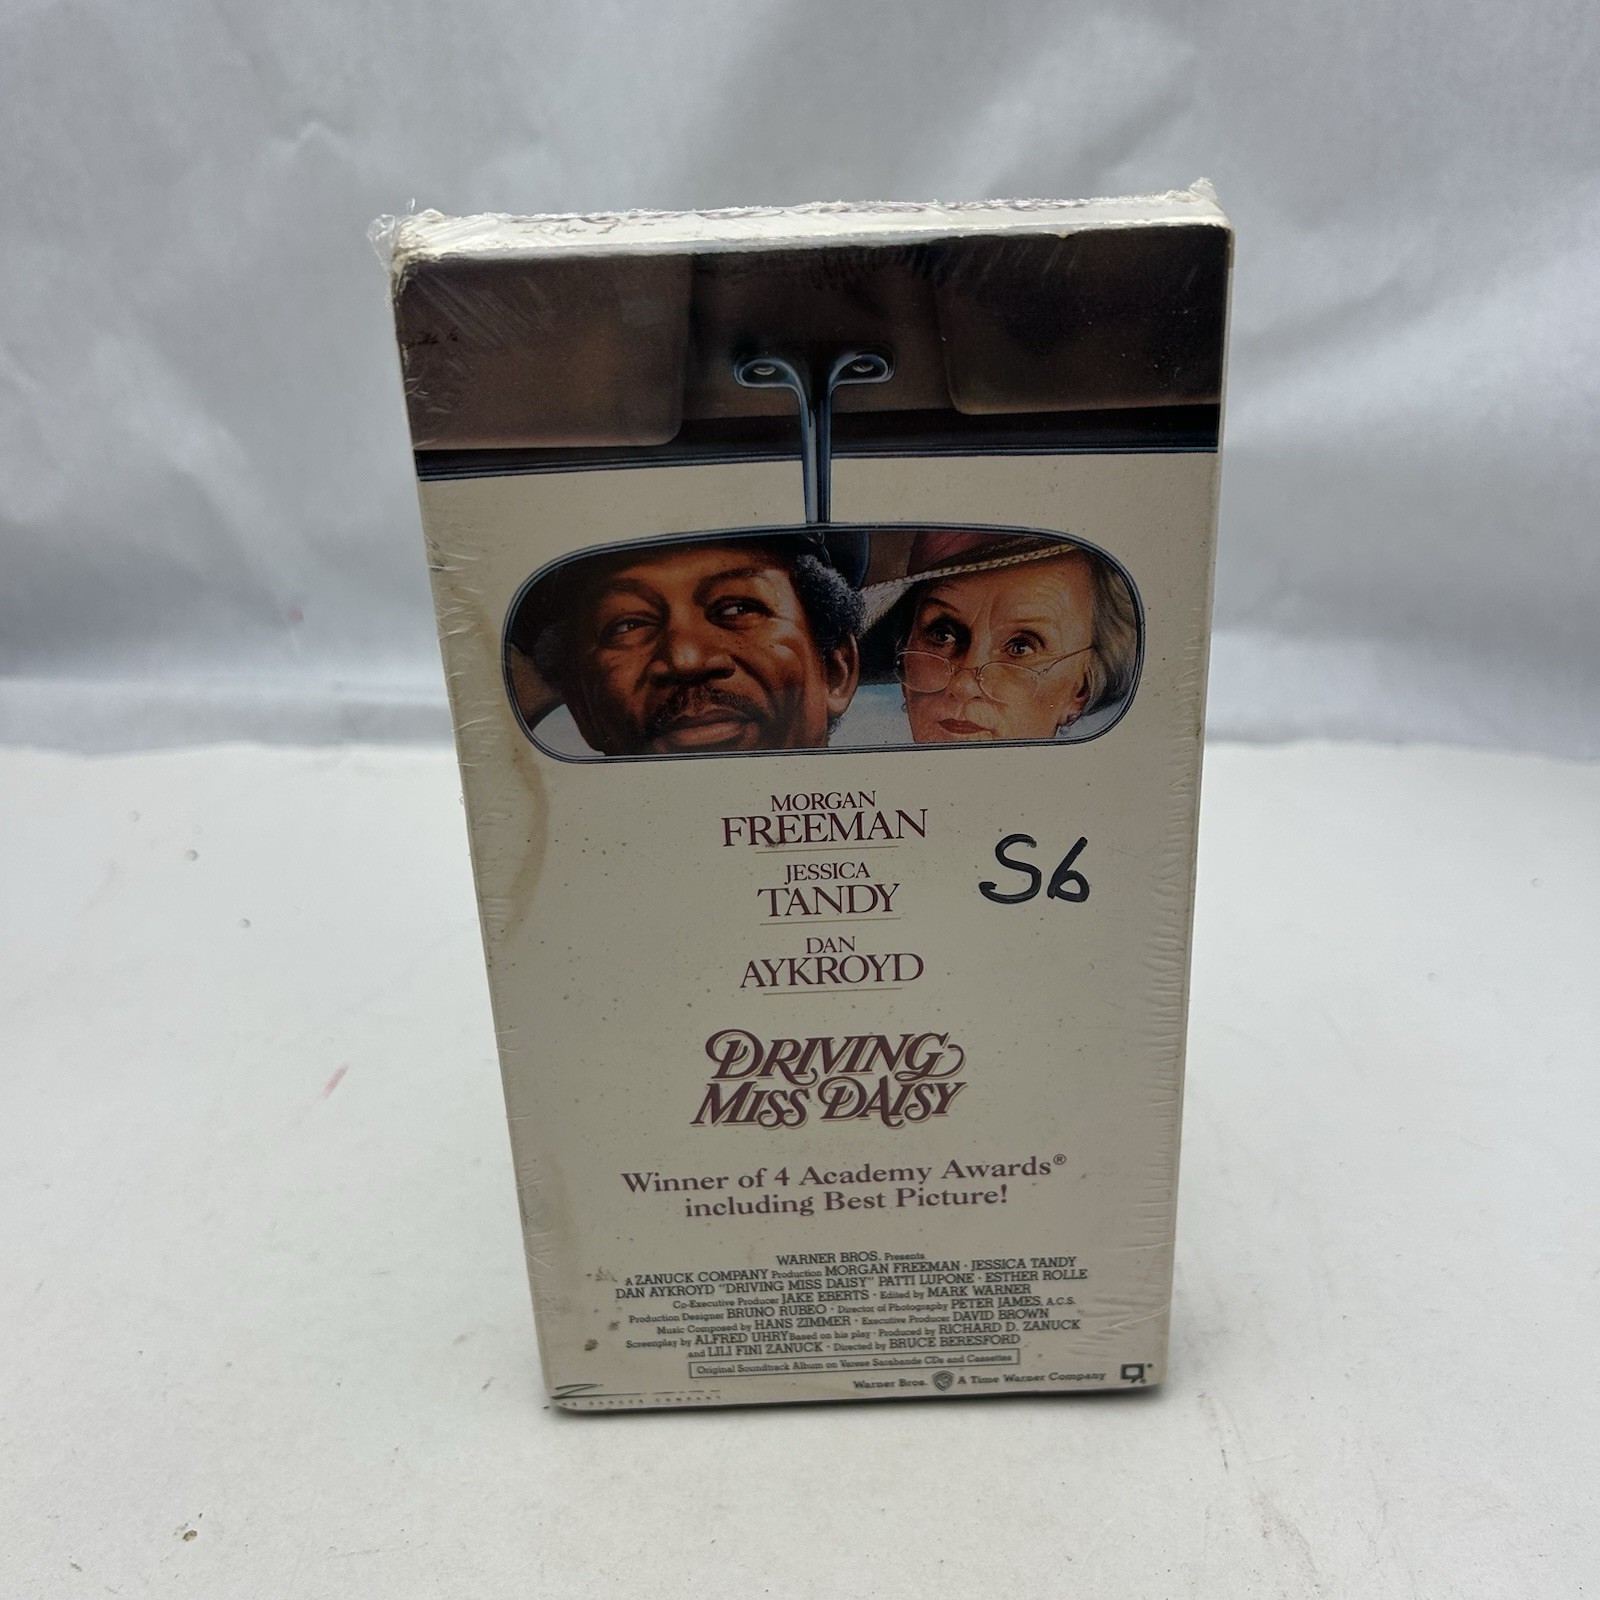 MORGAN
FREEMAN
JESSICA
TANDY
S6
DAN
AYKROYD
DRIVING
MISS DAISY
Winner of 4 Academy Awards®
including Best Picture!
WARNER BROS. Presents
A ZANUCK COMPANY Production MORGAN FREEMAN · JESSICA TANDY
DAN AYKROYD "DRIVING MISS DAISY" PATTI LUPONE · ESTHER ROLLE
Co-Executive Producer JAKE EBERTS · Edited by MARK WARNER
Production Designer BRUNO RUBEO · Director of Photography PETER JAMES, A.C.S.
Music Composed by HANS ZIMMER · Executive Producer DAVID BROWN
Screenplay by ALFRED UHRY Based on his play · Produced by RICHARD D. ZANUCK
and LILI FINI ZANUCK · Directed by BRUCE BERESFORD
Original Soundtrack Album on Varese Sarabande CDs and Cassettes
Warner Bros. A Time Warner Company